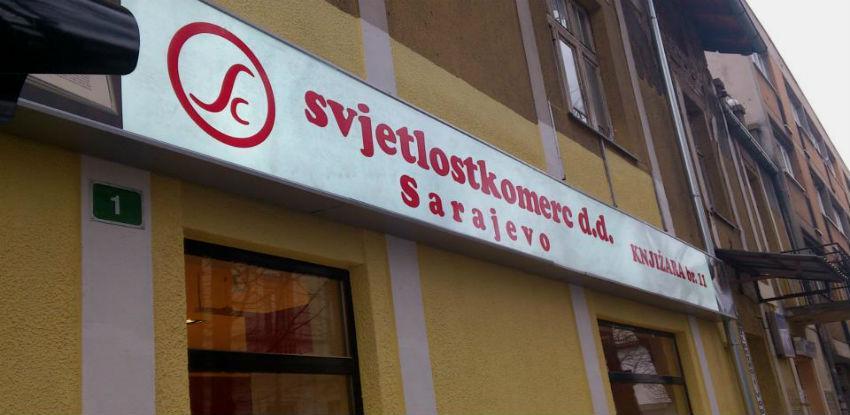 Sc
svjetlostkomerc d.d.
Sarajevo
KNJIŽARA br. 11
1